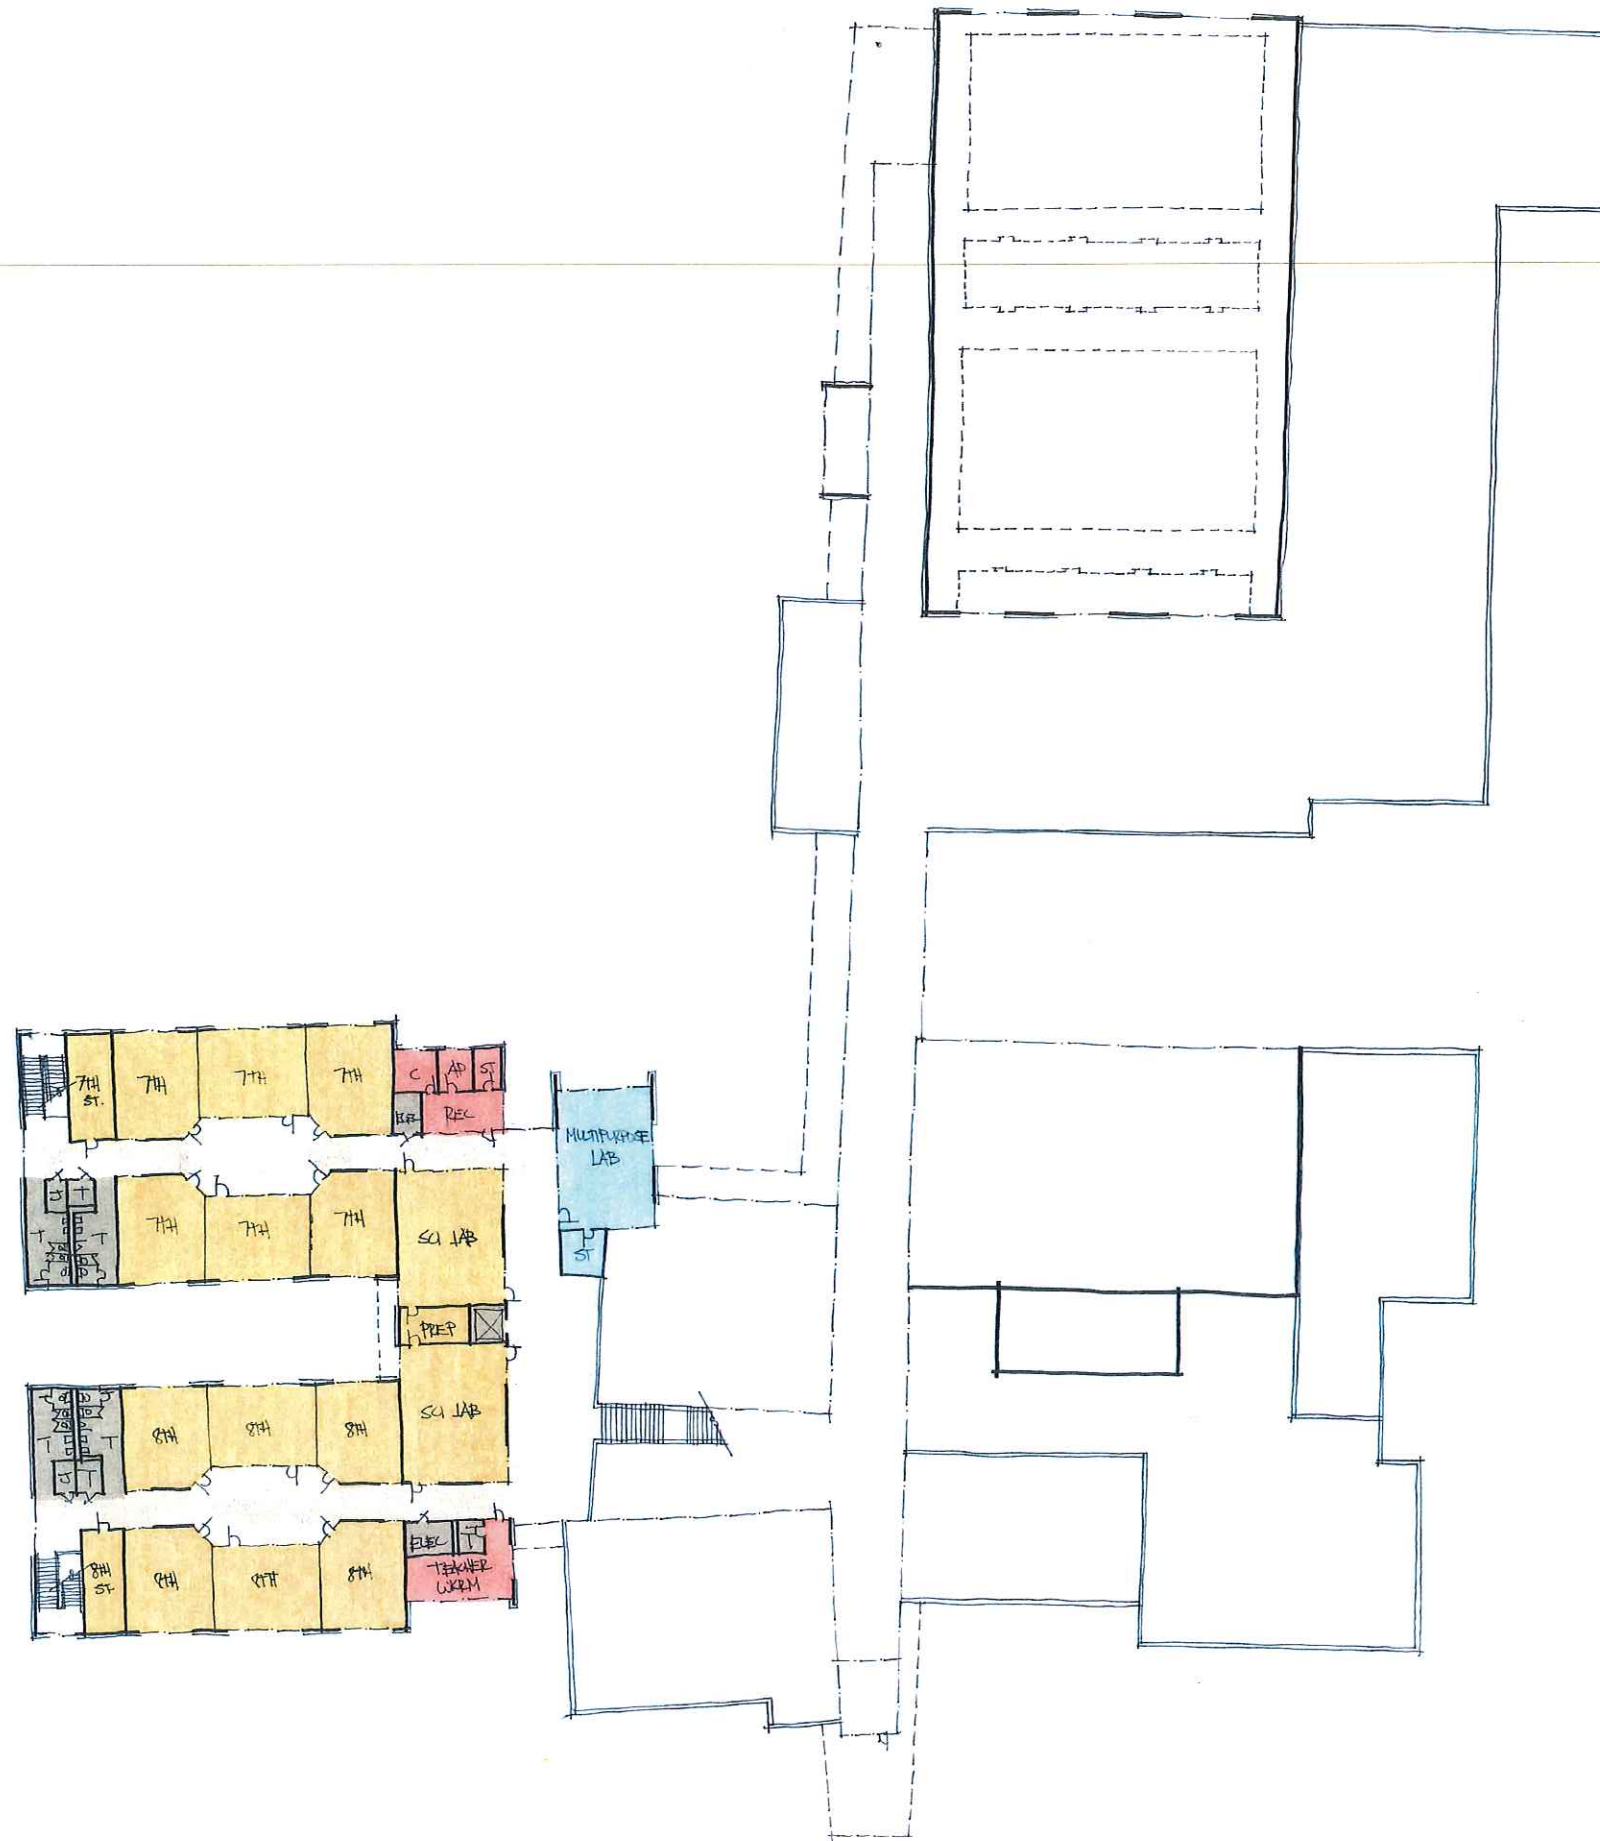 7TH
ST.
7TH
7TH
7TH
C
AP
ST
REC
MULTIPURPOSE
LAB
J
T
T
T
7TH
7TH
7TH
SCI LAB
ST
PREP
T
T
J
T
8TH
8TH
8TH
SCI LAB
8TH
ST
8TH
8TH
8TH
ELEC
T
TEACHER
WKRM